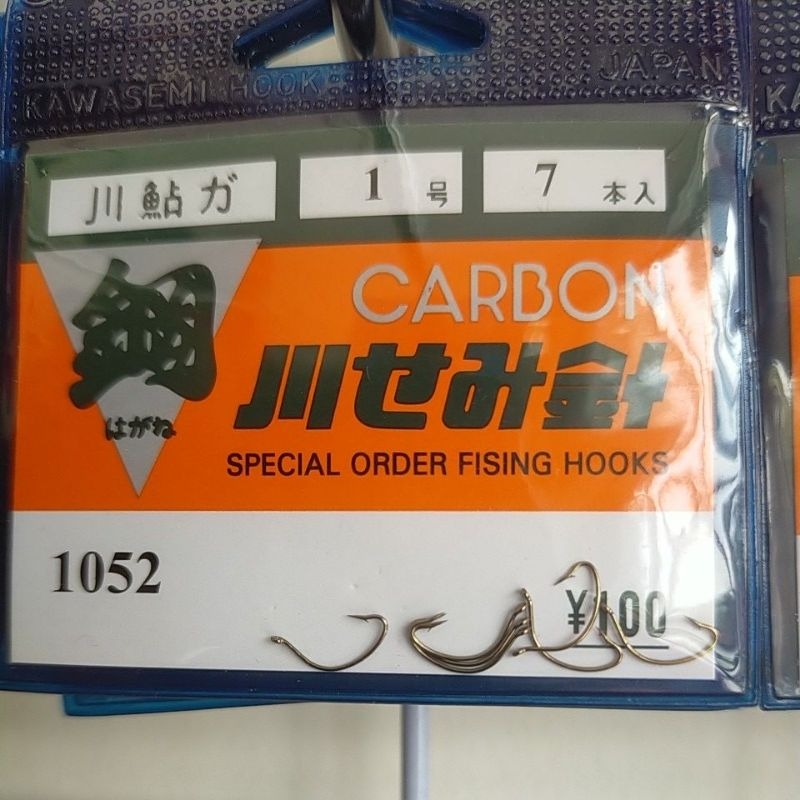 KAWASEMI HOOK JAPAN
川鮎ガ 1号 7本入
鋼 CARBON
はがね 川せみ針
SPECIAL ORDER FISING HOOKS
1052
¥100